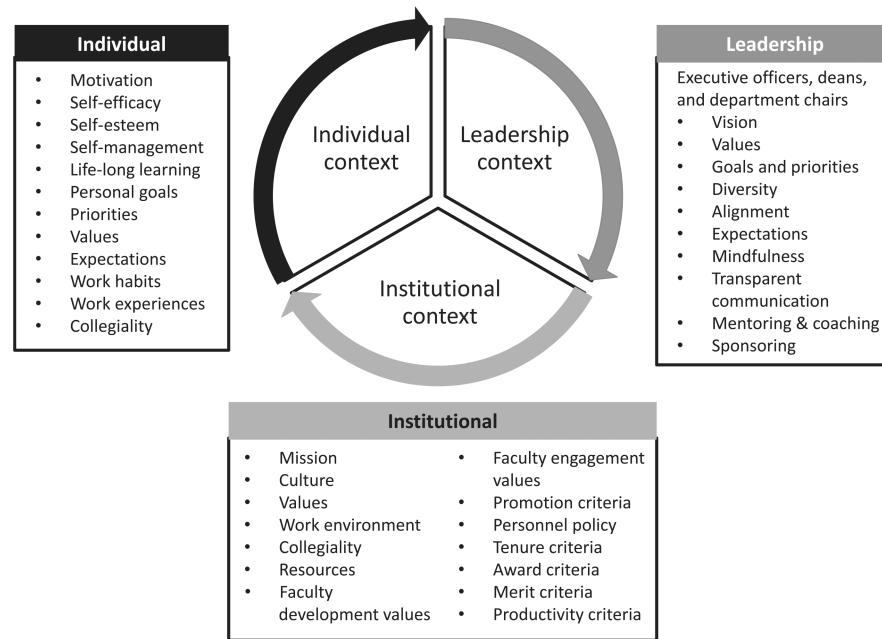 Individual
• Motivation
• Self-efficacy
• Self-esteem
• Self-management
• Life-long learning
• Personal goals
• Priorities
• Values
• Expectations
• Work habits
• Work experiences
• Collegiality
Individual
context
Leadership
context
Institutional
context
Leadership
Executive officers, deans,
and department chairs
• Vision
• Values
• Goals and priorities
• Diversity
• Alignment
• Expectations
• Mindfulness
• Transparent
communication
• Mentoring & coaching
• Sponsoring
Institutional
• Mission
• Culture
• Values
• Work environment
• Collegiality
• Resources
• Faculty
development values
• Faculty engagement
values
• Promotion criteria
• Personnel policy
• Tenure criteria
• Award criteria
• Merit criteria
• Productivity criteria